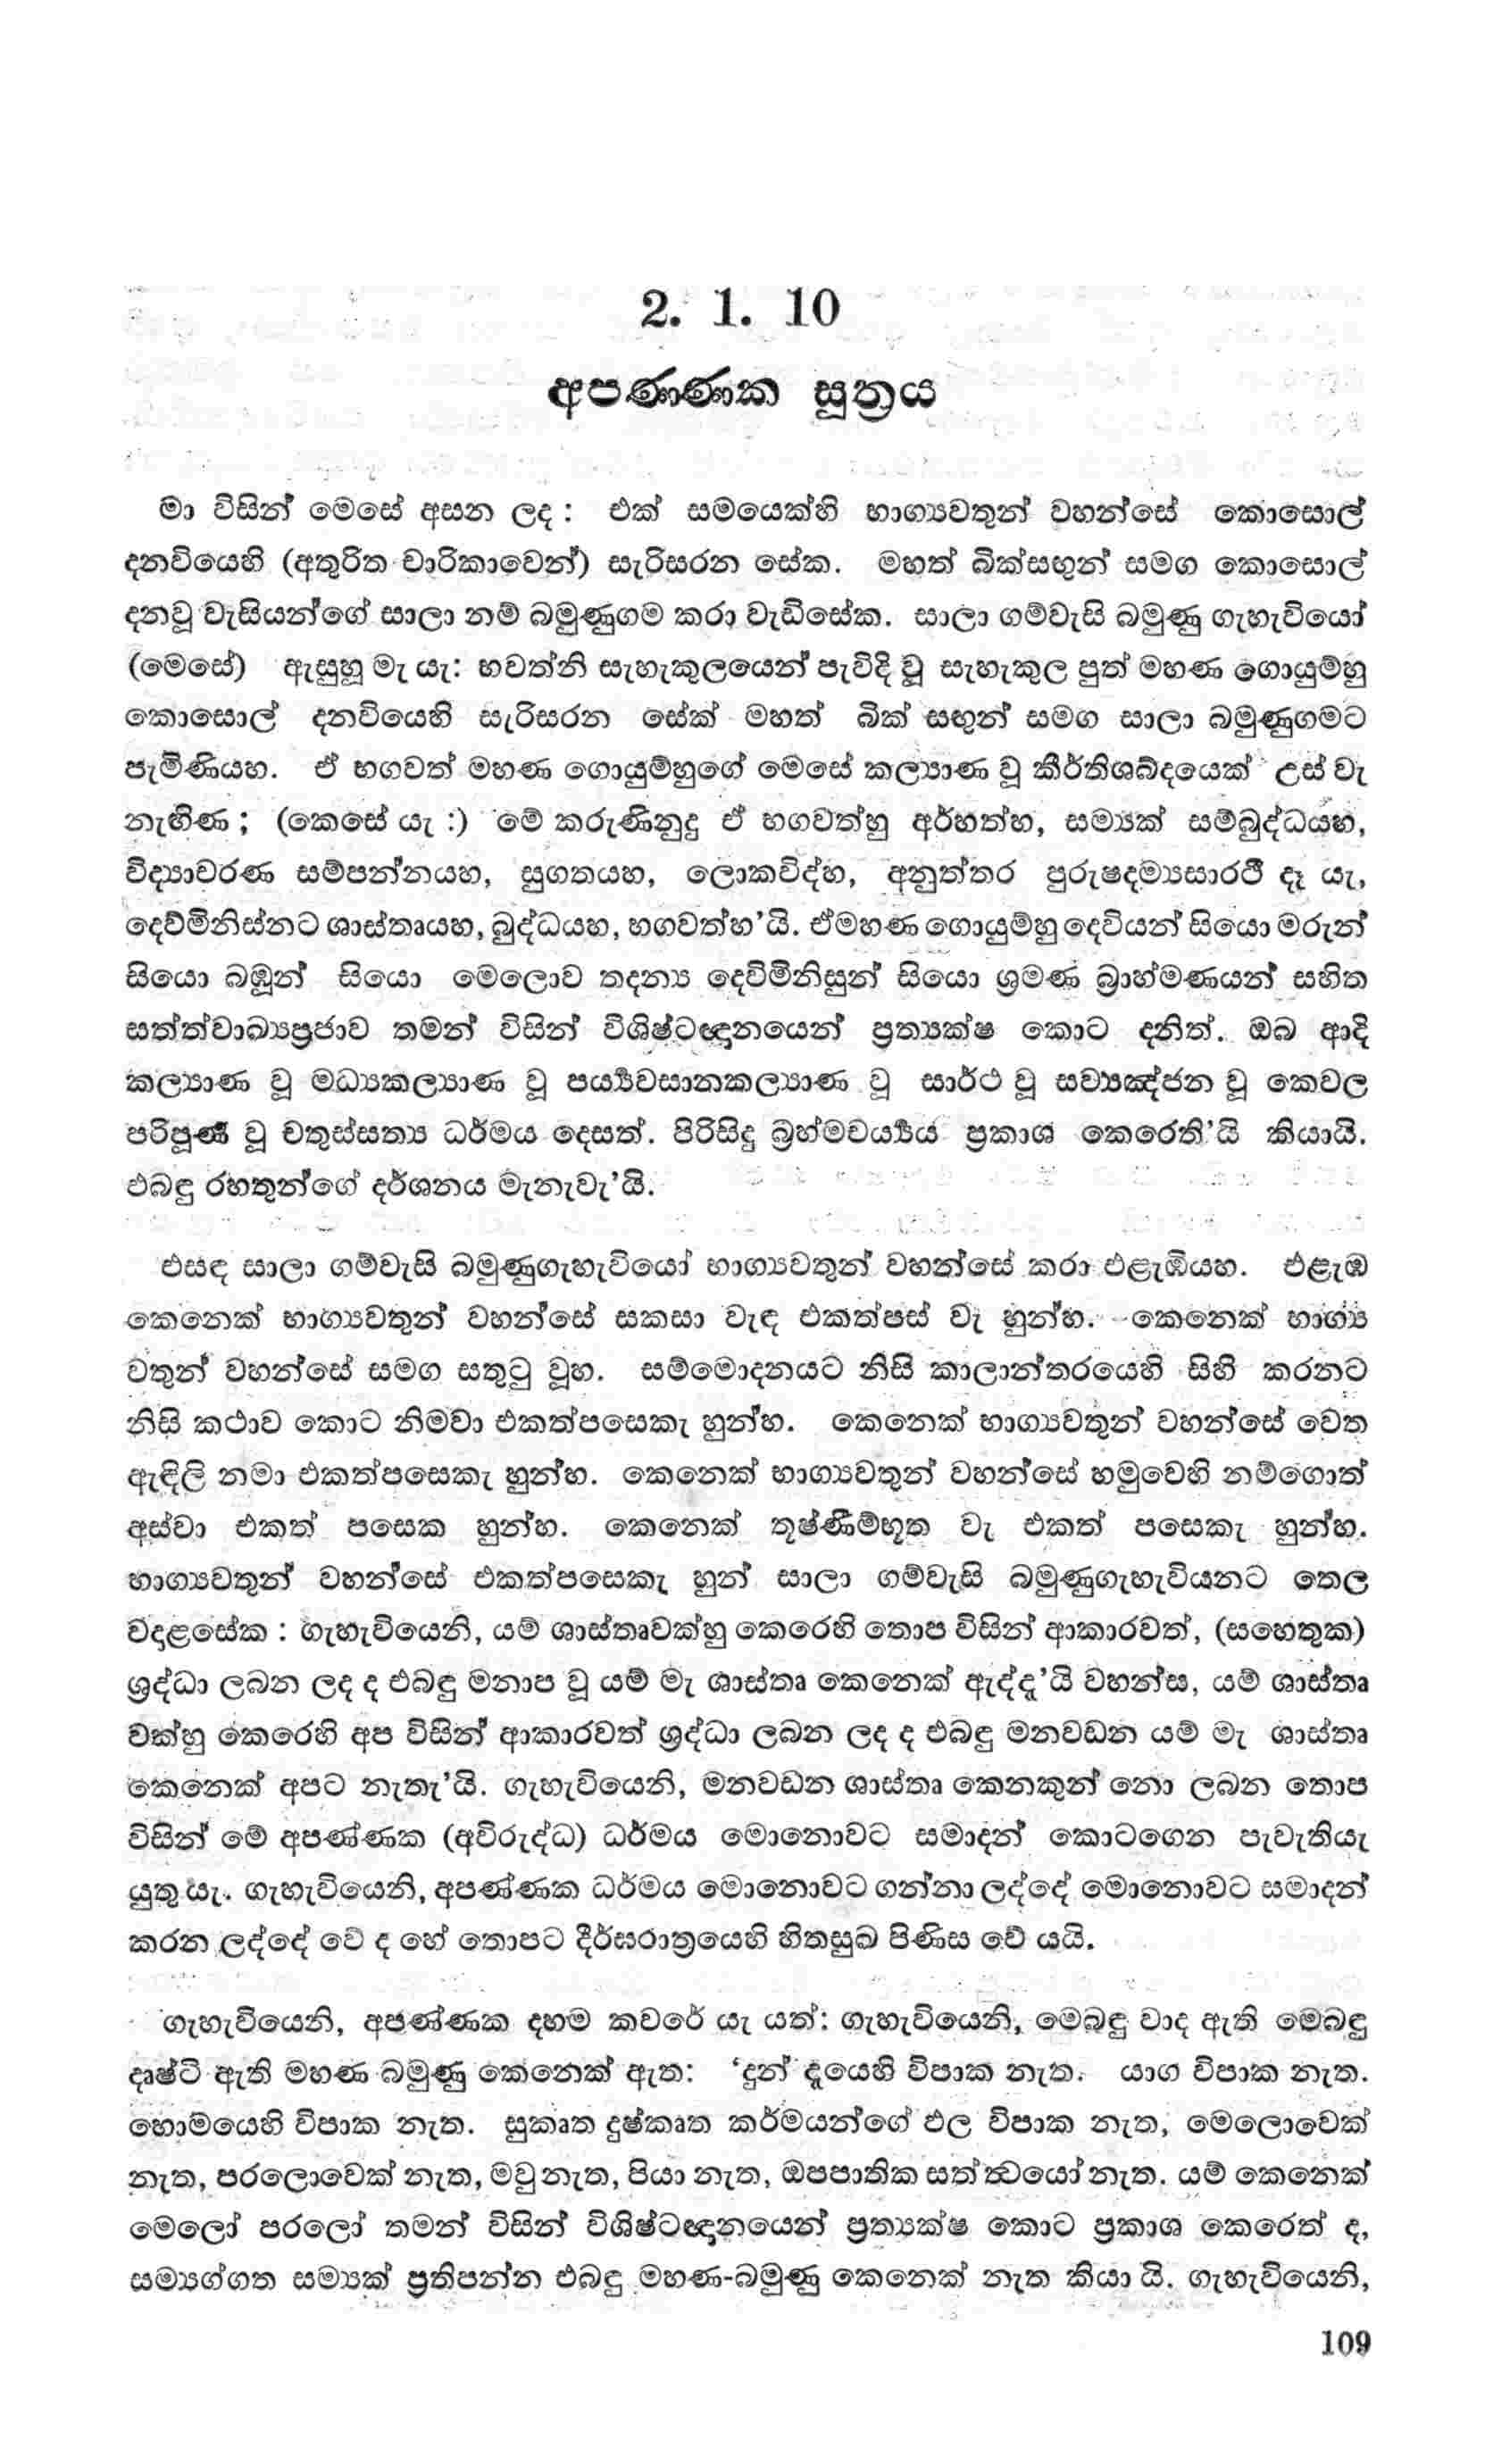 2. 1. 10
අපණ්ණක සූත්‍රය
මා විසින් මෙසේ අසන ලද : එක් සමයෙක්හි භාග්‍යවතුන් වහන්සේ කොසොල්
දනවියෙහි (අතුරිත චාරිකාවෙන්) සැරිසරන සේක. මහත් බික්සඟුන් සමග කොසොල්
දනවූ වැසියන්ගේ සාලා නම් බමුණුගම කරා වැඩිසේක. සාලා ගම්වැසි බමුණු ගැහැවියෝ
(මෙසේ) ඇසුහූ මැ යැ: භවත්නි සැහැකුලයෙන් පැවිදි වූ සැහැකුල පුත් මහණ ගොයුම්හු
කොසොල් දනවියෙහි සැරිසරන සේක් මහත් බික් සඟුන් සමග සාලා බමුණුගමට
පැමිණියහ. ඒ භගවත් මහණ ගොයුම්හුගේ මෙසේ කල්‍යාණ වූ කීර්තිශබ්දයෙක් උස් වැ
නැඟිණ ; (කෙසේ යැ :) මේ කරුණිනුදු ඒ භගවත්හු අර්හත්හ, සම්‍යක් සම්බුද්ධයහ,
විද්‍යාචරණ සම්පන්නයහ, සුගතයහ, ලොකවිද්හ, අනුත්තර පුරුෂදම්‍යසාරථී දෑ යැ,
දෙව්මිනිස්නට ශාස්තෘයහ, බුද්ධයහ, භගවත්හ’යි. ඒමහණ ගොයුම්හු දෙවියන් සියො මරුන්
සියො බඹුන් සියො මෙලොව තදන්‍ය දෙව්මිනිසුන් සියො ශ්‍රමණ බ්‍රාහ්මණයන් සහිත
සත්ත්වාඛ්‍යප්‍රජාව තමන් විසින් විශිෂ්ටඥානයෙන් ප්‍රත්‍යක්ෂ කොට දනිත්. ඔබ ආදි
කල්‍යාණ වූ මධ්‍යකල්‍යාණ වූ පර්‍ය්‍යවසානකල්‍යාණ වූ සාර්ථ වූ සව්‍යඤ්ජන වූ කෙවල
පරිපූර්‍ණ වූ චතුස්සත්‍ය ධර්මය දෙසත්. පිරිසිදු බ්‍රහ්මචර්‍ය්‍යය ප්‍රකාශ කෙරෙති’යි කියායි.
එබඳු රහතුන්ගේ දර්ශනය මැනැවැ’යි.
එසඳ සාලා ගම්වැසි බමුණුගැහැවියෝ භාග්‍යවතුන් වහන්සේ කරා එළැඹියහ. එළැඹ
කෙනෙක් භාග්‍යවතුන් වහන්සේ සකසා වැඳ එකත්පස් වැ හුන්හ. කෙනෙක් භාග්‍ය
වතුන් වහන්සේ සමග සතුටු වූහ. සම්මොදනයට නිසි කාලාන්තරයෙහි සිහි කරනට
නිසි කථාව කොට නිමවා එකත්පසෙකැ හුන්හ. කෙනෙක් භාග්‍යවතුන් වහන්සේ වෙත
ඇඳිලි නමා එකත්පසෙකැ හුන්හ. කෙනෙක් භාග්‍යවතුන් වහන්සේ හමුවෙහි නම්ගොත්
අස්වා එකත් පසෙක හුන්හ. කෙනෙක් තූෂ්ණීම්භූත වැ එකත් පසෙකැ හුන්හ.
භාග්‍යවතුන් වහන්සේ එකත්පසෙකැ හුන් සාලා ගම්වැසි බමුණුගැහැවියනට තෙල
වදළසේක : ගැහැවියෙනි, යම් ශාස්තෘවක්හු කෙරෙහි තොප විසින් ආකාරවත්, (සහෙතුක)
ශ්‍රද්ධා ලබන ලද ද එබඳු මනාප වූ යම් මැ ශාස්තෘ කෙනෙක් ඇද්ද’යි වහන්ස, යම් ශාස්තෘ
වක්හු කෙරෙහි අප විසින් ආකාරවත් ශ්‍රද්ධා ලබන ලද ද එබඳු මනවඩන යම් මැ ශාස්තෘ
කෙනෙක් අපට නැතැ’යි. ගැහැවියෙනි, මනවඩන ශාස්තෘ කෙනකුන් නො ලබන තොප
විසින් මේ අපණ්ණක (අවිරුද්ධ) ධර්මය මොනොවට සමාදන් කොටගෙන පැවැතියැ
යුතු යැ. ගැහැවියෙනි, අපණ්ණක ධර්මය මොනොවට ගන්නා ලද්දේ මොනොවට සමාදන්
කරන ලද්දේ වේ ද හේ තොපට දීර්ඝරාත්‍රයෙහි හිතසුඛ පිණිස වේ යයි.
ගැහැවියෙනි, අපණ්ණක දහම කවරේ යැ යත්: ගැහැවියෙනි, මෙබඳු වාද ඇති මෙබඳු
දෘෂ්ටි ඇති මහණ බමුණු කෙනෙක් ඇත: ‘දුන් දෑයෙහි විපාක නැත. යාග විපාක නැත.
හොමයෙහි විපාක නැත. සුකෘත දුෂ්කෘත කර්මයන්ගේ ඵල විපාක නැත, මෙලොවෙක්
නැත, පරලොවෙක් නැත, මවු නැත, පියා නැත, ඔපපාතික සත්ත්‍වයෝ නැත. යම් කෙනෙක්
මෙලෝ පරලෝ තමන් විසින් විශිෂ්ටඥානයෙන් ප්‍රත්‍යක්ෂ කොට ප්‍රකාශ කෙරෙත් ද,
සම්‍යග්ගත සම්‍යක් ප්‍රතිපන්න එබඳු මහණ-බමුණු කෙනෙක් නැත කියා යි. ගැහැවියෙනි,
109